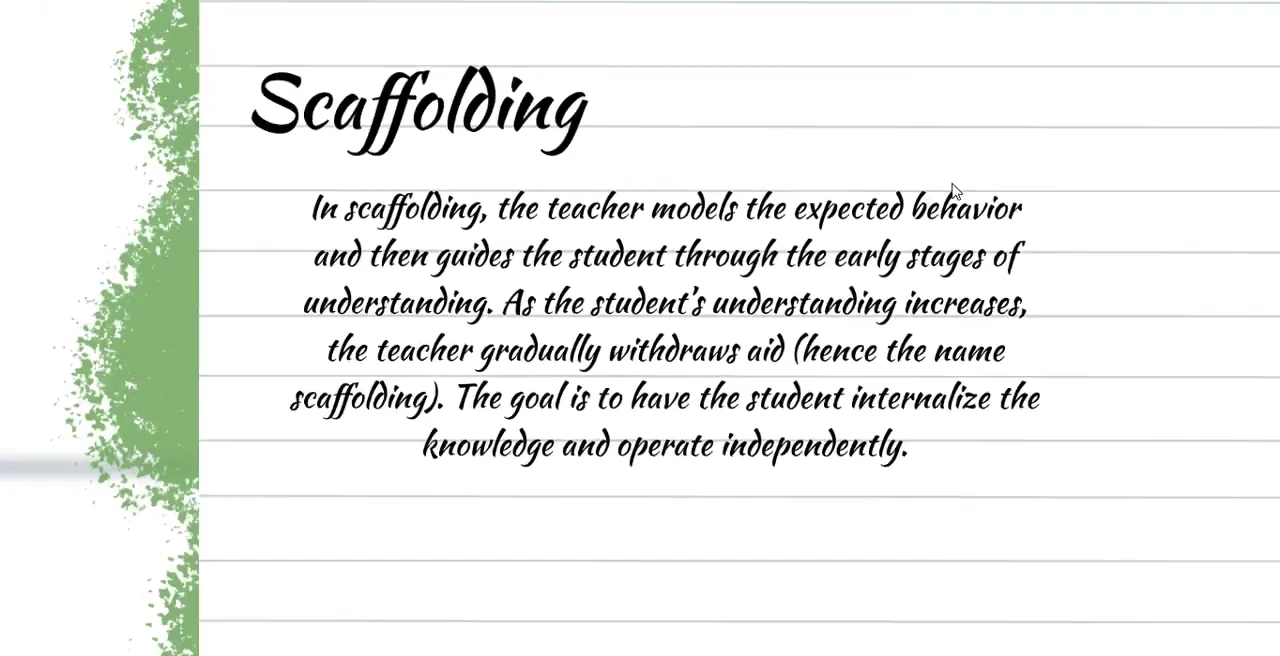 Scaffolding
In scaffolding, the teacher models the expected behavior
and then guides the student through the early stages of
understanding. As the student's understanding increases,
the teacher gradually withdraws aid (hence the name
scaffolding). The goal is to have the student internalize the
knowledge and operate independently.